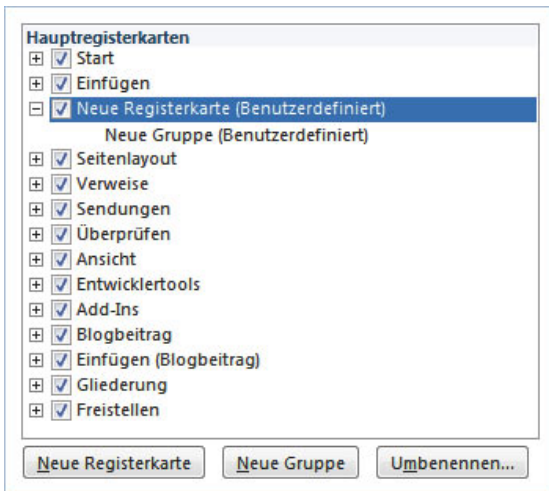 Hauptregisterkarten
Start
Einfügen
Neue Registerkarte (Benutzerdefiniert)
Neue Gruppe (Benutzerdefiniert)
Seitenlayout
Verweise
Sendungen
Überprüfen
Ansicht
Entwicklertools
Add-Ins
Blogbeitrag
Einfügen (Blogbeitrag)
Gliederung
Freistellen
Neue Registerkarte Neue Gruppe Umbenennen...